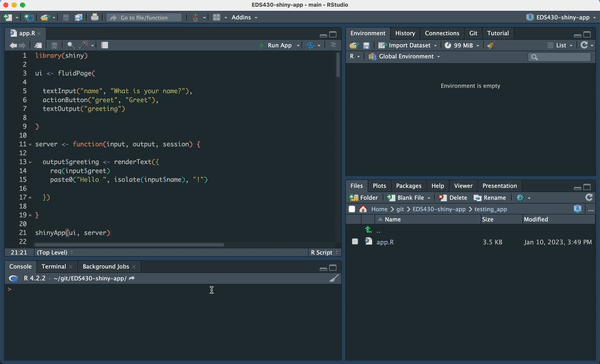 EDS430-shiny-app - main - RStudio
Go to file/function
Addins
EDS430-shiny-app
app.R
Run App
1 library(shiny)
2
3 ui <- fluidPage(
4
5 textInput("name", "What is your name?"),
6 actionButton("greet", "Greet"),
7 textOutput("greeting")
8
9 )
10
11 server <- function(input, output, session) {
12
13 output$greeting <- renderText({
14 req(input$greet)
15 paste0("Hello ", isolate(input$name), "!")
16
17 })
18
19 }
20
21 shinyApp(ui, server)
22
21:21 (Top Level) R Script
Console Terminal Background Jobs
R 4.2.2 · ~/git/EDS430-shiny-app/
>
Environment History Connections Git Tutorial
Import Dataset 99 MiB List
R Global Environment
Environment is empty
Files Plots Packages Help Viewer Presentation
Folder Blank File Delete Rename
Home git EDS430-shiny-app testing_app ...
Name Size Modified
..
app.R 3.5 KB Jan 10, 2023, 3:49 PM